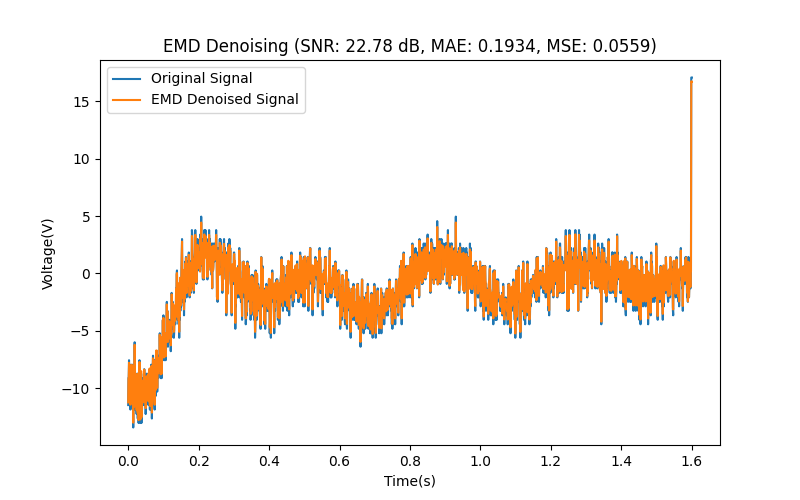 EMD Denoising (SNR: 22.78 dB, MAE: 0.1934, MSE: 0.0559)
Original Signal
EMD Denoised Signal
15
10
5
0
−5
−10
Voltage(V)
0.0 0.2 0.4 0.6 0.8 1.0 1.2 1.4 1.6
Time(s)